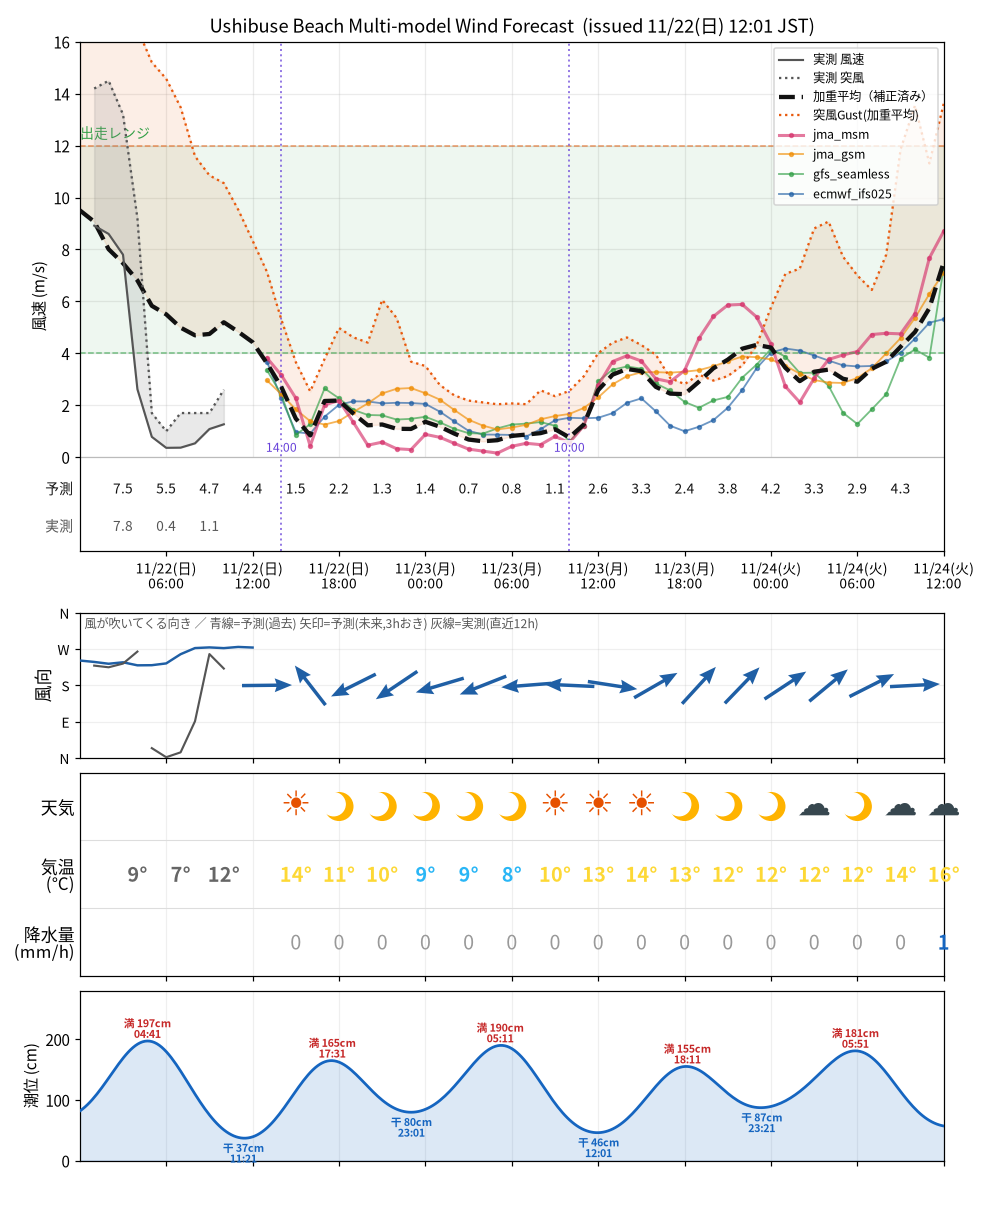 Ushibuse Beach Multi-model Wind Forecast (issued 11/22(日) 12:01 JST)
風速 (m/s)
16
14
12
10
8
6
4
2
0
出走レンジ
実測 風速
実測 突風
加重平均（補正済み）
突風Gust(加重平均)
jma_msm
jma_gsm
gfs_seamless
ecmwf_ifs025
14:00
10:00
予測 7.5 5.5 4.7 4.4 1.5 2.2 1.3 1.4 0.7 0.8 1.1 2.6 3.3 2.4 3.8 4.2 3.3 2.9 4.3
実測 7.8 0.4 1.1
11/22(日) 11/22(日) 11/22(日) 11/23(月) 11/23(月) 11/23(月) 11/23(月) 11/24(火) 11/24(火) 11/24(火)
06:00 12:00 18:00 00:00 06:00 12:00 18:00 00:00 06:00 12:00
風が吹いてくる向き ／ 青線=予測(過去) 矢印=予測(未来,3hおき) 灰線=実測(直近12h)
風向
N
W
S
E
N
天気
気温
(℃)
9° 7° 12° 14° 11° 10° 9° 9° 8° 10° 13° 14° 13° 12° 12° 12° 12° 14° 16°
降水量
(mm/h)
0 0 0 0 0 0 0 0 0 0 0 0 0 0 0 1
潮位 (cm)
200
100
0
満 197cm
04:41
干 37cm
11:21
満 165cm
17:31
干 80cm
23:01
満 190cm
05:11
干 46cm
12:01
満 155cm
18:11
干 87cm
23:21
満 181cm
05:51